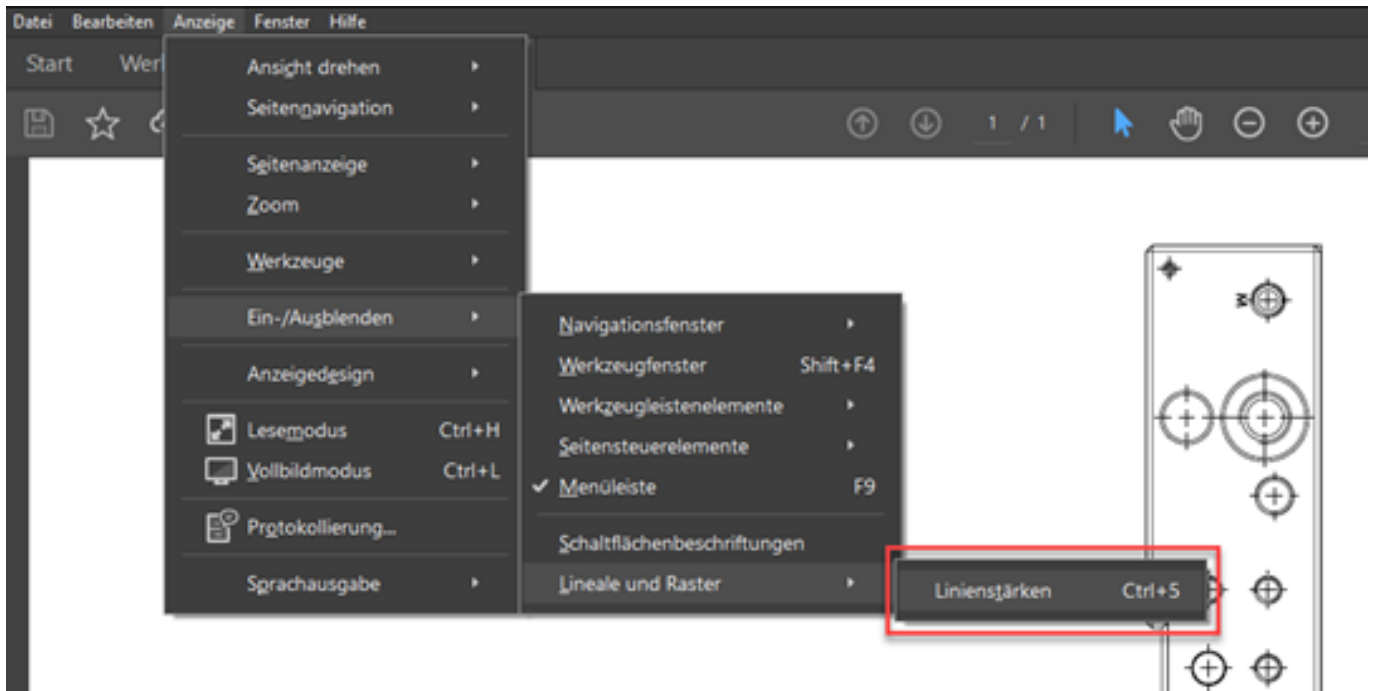 Datei Bearbeiten Anzeige Fenster Hilfe
Start Werl
1 / 1
Ansicht drehen
Seitennavigation
Seitenanzeige
Zoom
Werkzeuge
Ein-/Ausblenden
Anzeigedesign
Lesemodus Ctrl+H
Vollbildmodus Ctrl+L
Protokollierung...
Sprachausgabe
Navigationsfenster
Werkzeugfenster Shift+F4
Werkzeugleistenelemente
Seitensteuerelemente
Menüleiste F9
Schaltflächenbeschriftungen
Lineale und Raster
Linienstärken Ctrl+5
M